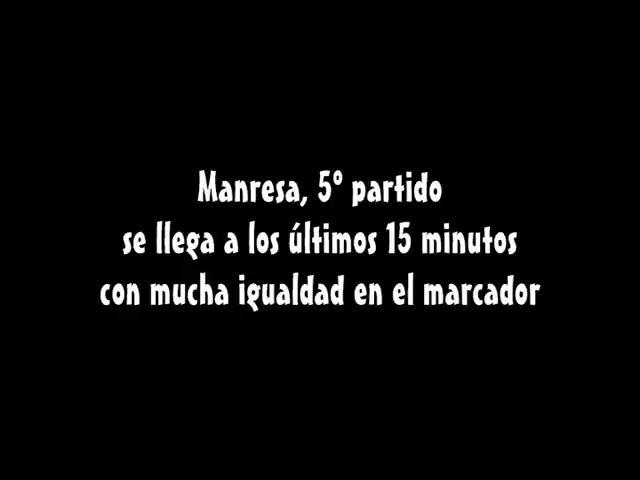 Manresa, 5º partido
se llega a los últimos 15 minutos
con mucha igualdad en el marcador